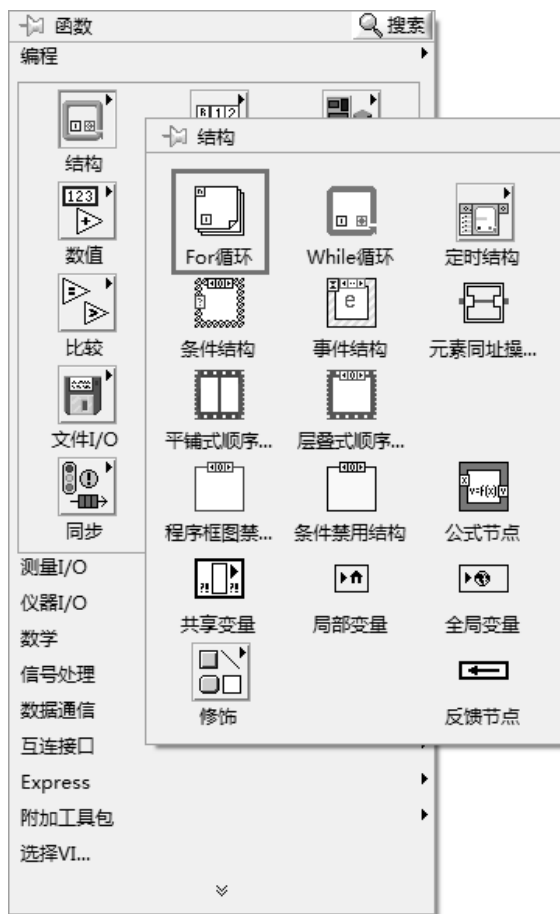 函数 搜索
编程
结构
数值
比较
文件I/O
同步
测量I/O
仪器I/O
数学
信号处理
数据通信
互连接口
Express
附加工具包
选择VI...
结构
For循环 While循环 定时结构
条件结构 事件结构 元素同址操...
平铺式顺序... 层叠式顺序...
程序框图禁... 条件禁用结构 公式节点
共享变量 局部变量 全局变量
修饰 反馈节点